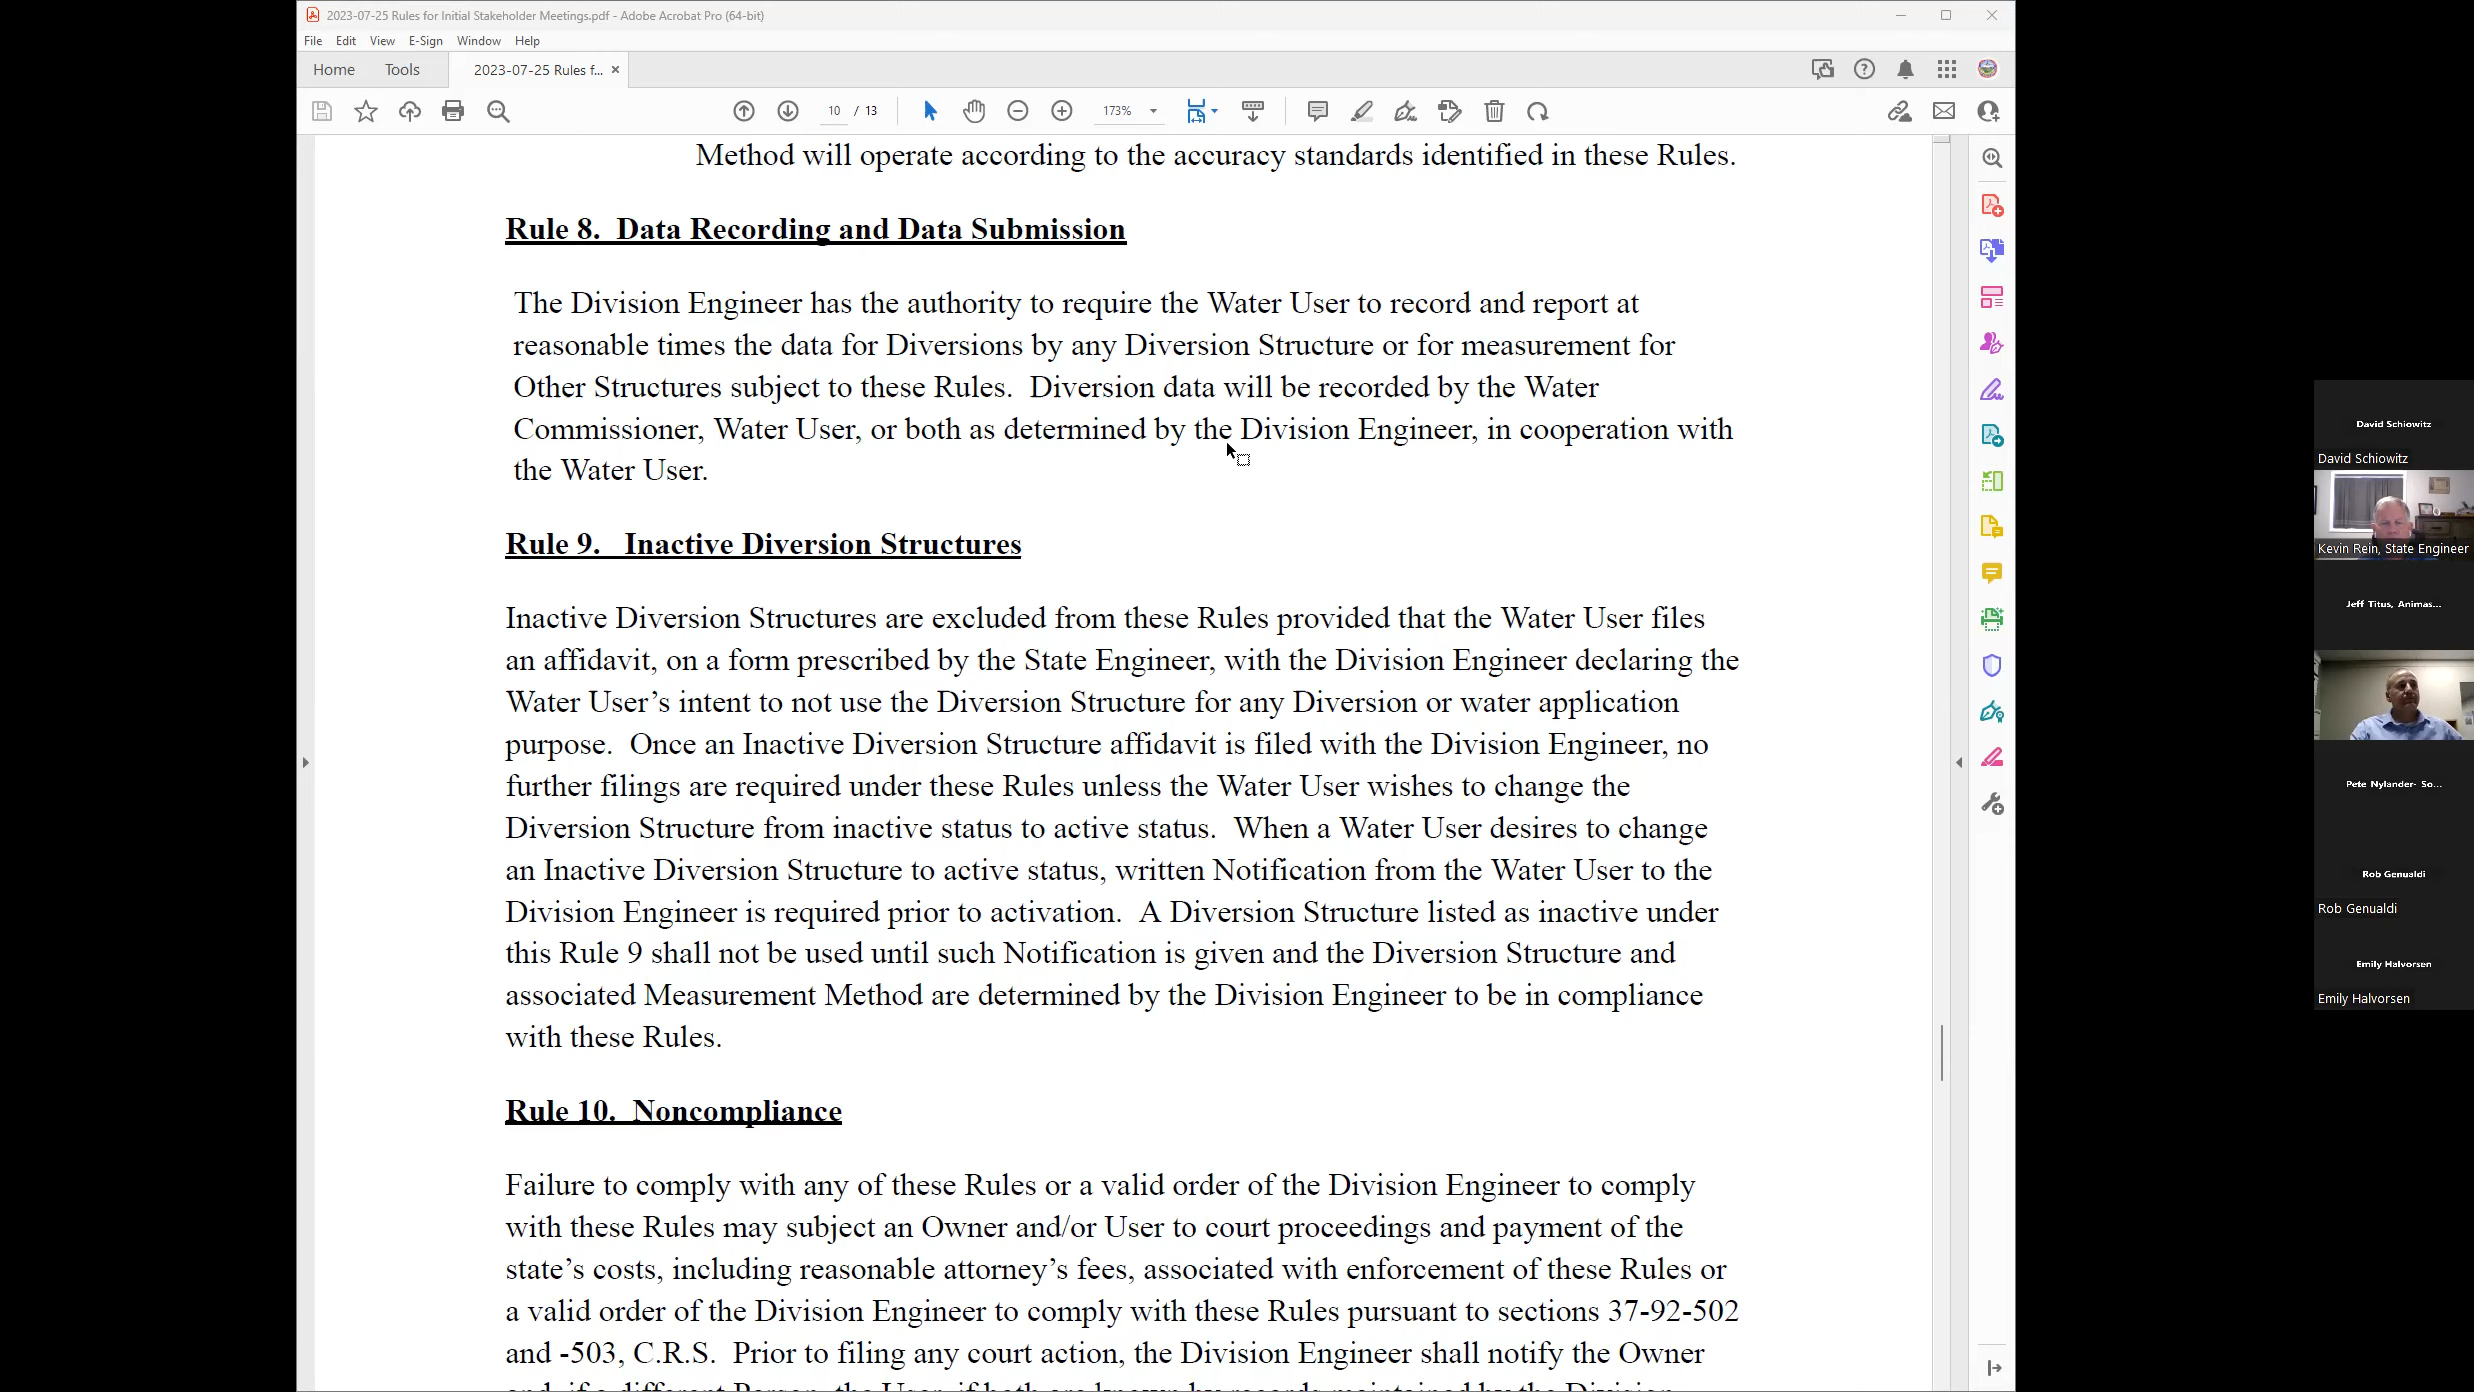 2023-07-25 Rules for Initial Stakeholder Meetings.pdf - Adobe Acrobat Pro (64-bit)
File Edit View E-Sign Window Help
Home Tools 2023-07-25 Rules f... ×
10 / 13 173%
Method will operate according to the accuracy standards identified in these Rules.
Rule 8.  Data Recording and Data Submission
The Division Engineer has the authority to require the Water User to record and report at
reasonable times the data for Diversions by any Diversion Structure or for measurement for
Other Structures subject to these Rules.  Diversion data will be recorded by the Water
Commissioner, Water User, or both as determined by the Division Engineer, in cooperation with
the Water User.
Rule 9.   Inactive Diversion Structures
Inactive Diversion Structures are excluded from these Rules provided that the Water User files
an affidavit, on a form prescribed by the State Engineer, with the Division Engineer declaring the
Water User’s intent to not use the Diversion Structure for any Diversion or water application
purpose.  Once an Inactive Diversion Structure affidavit is filed with the Division Engineer, no
further filings are required under these Rules unless the Water User wishes to change the
Diversion Structure from inactive status to active status.  When a Water User desires to change
an Inactive Diversion Structure to active status, written Notification from the Water User to the
Division Engineer is required prior to activation.  A Diversion Structure listed as inactive under
this Rule 9 shall not be used until such Notification is given and the Diversion Structure and
associated Measurement Method are determined by the Division Engineer to be in compliance
with these Rules.
Rule 10.  Noncompliance
Failure to comply with any of these Rules or a valid order of the Division Engineer to comply
with these Rules may subject an Owner and/or User to court proceedings and payment of the
state’s costs, including reasonable attorney’s fees, associated with enforcement of these Rules or
a valid order of the Division Engineer to comply with these Rules pursuant to sections 37-92-502
and -503, C.R.S.  Prior to filing any court action, the Division Engineer shall notify the Owner
and, if a different Person, the User, if both are known by records maintained by the Division
David Schiowitz
David Schiowitz
Kevin Rein, State Engineer
Jeff Titus, Animas...
Pete Nylander- So...
Rob Genualdi
Rob Genualdi
Emily Halvorsen
Emily Halvorsen